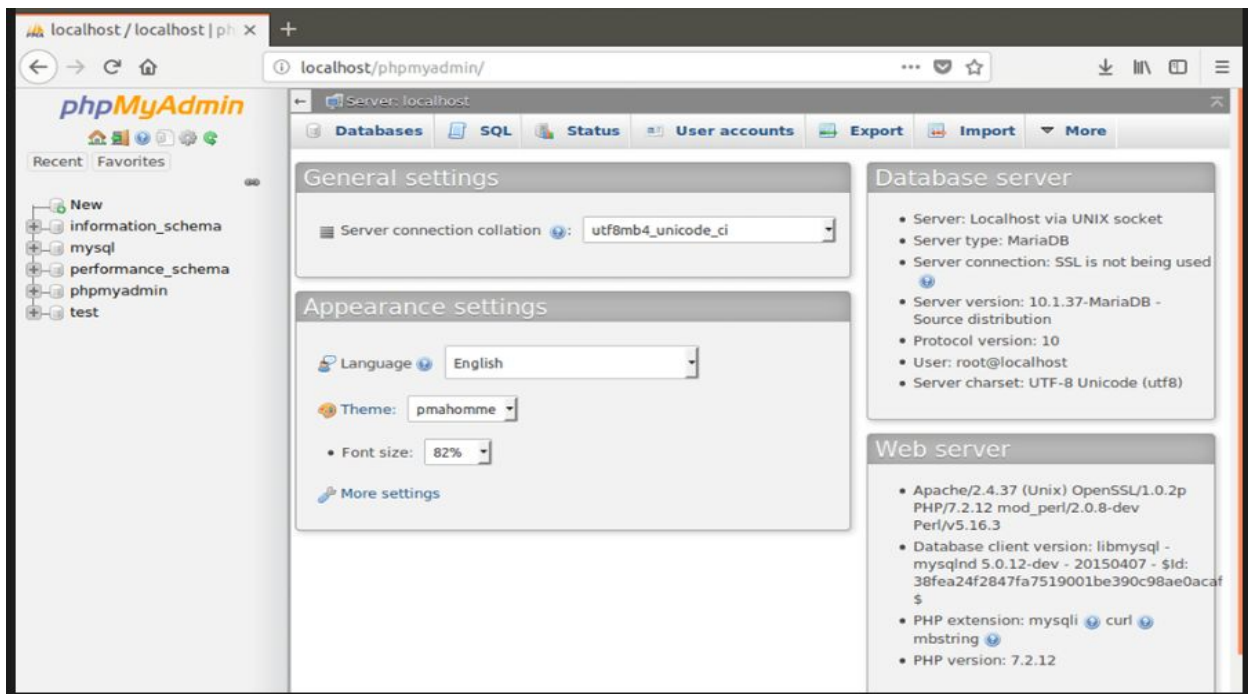 localhost / localhost | ph
localhost/phpmyadmin/
phpMyAdmin
Recent Favorites
New
information_schema
mysql
performance_schema
phpmyadmin
test
Server: localhost
Databases SQL Status User accounts Export Import More
General settings
Server connection collation : utf8mb4_unicode_ci
Appearance settings
Language English
Theme: pmahomme
• Font size: 82%
More settings
Database server
• Server: Localhost via UNIX socket
• Server type: MariaDB
• Server connection: SSL is not being used
• Server version: 10.1.37-MariaDB -
Source distribution
• Protocol version: 10
• User: root@localhost
• Server charset: UTF-8 Unicode (utf8)
Web server
• Apache/2.4.37 (Unix) OpenSSL/1.0.2p
PHP/7.2.12 mod_perl/2.0.8-dev
Perl/v5.16.3
• Database client version: libmysql -
mysqlnd 5.0.12-dev - 20150407 - $Id:
38fea24f2847fa7519001be390c98ae0acaf
$
• PHP extension: mysqli curl
mbstring
• PHP version: 7.2.12